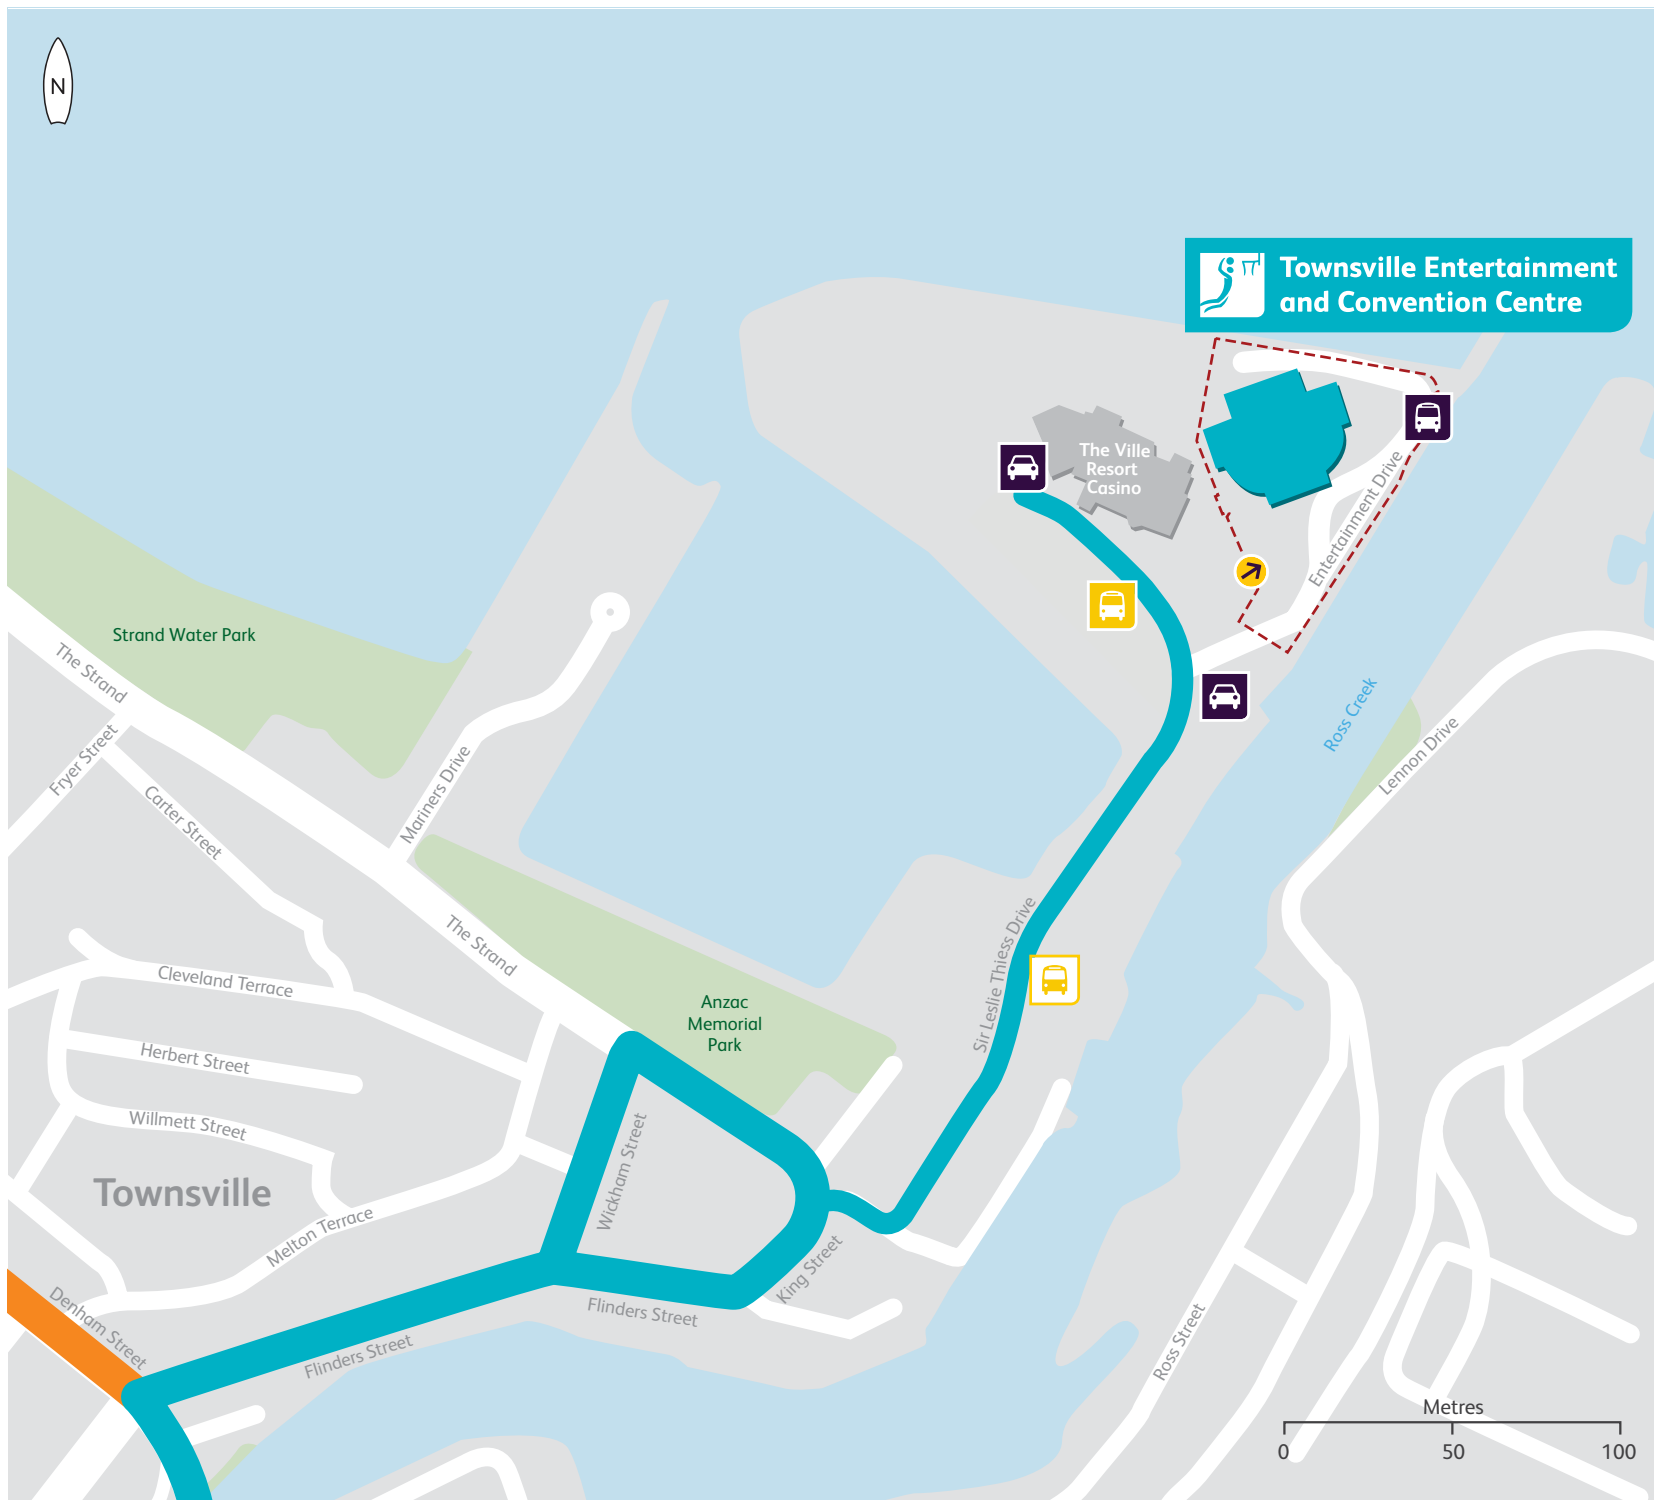 N
Townsville Entertainment
and Convention Centre
The Ville
Resort
Casino
Entertainment Drive
Strand Water Park
The Strand
Ross Creek
Fryer Street
Mariners Drive
Lennon Drive
Carter Street
The Strand
Sir Leslie Thiess Drive
Cleveland Terrace
Anzac
Memorial
Park
Herbert Street
Willmett Street
Wickham Street
Townsville
Melton Terrace
King Street
Denham Street
Flinders Street
Flinders Street
Ross Street
Metres
0 50 100